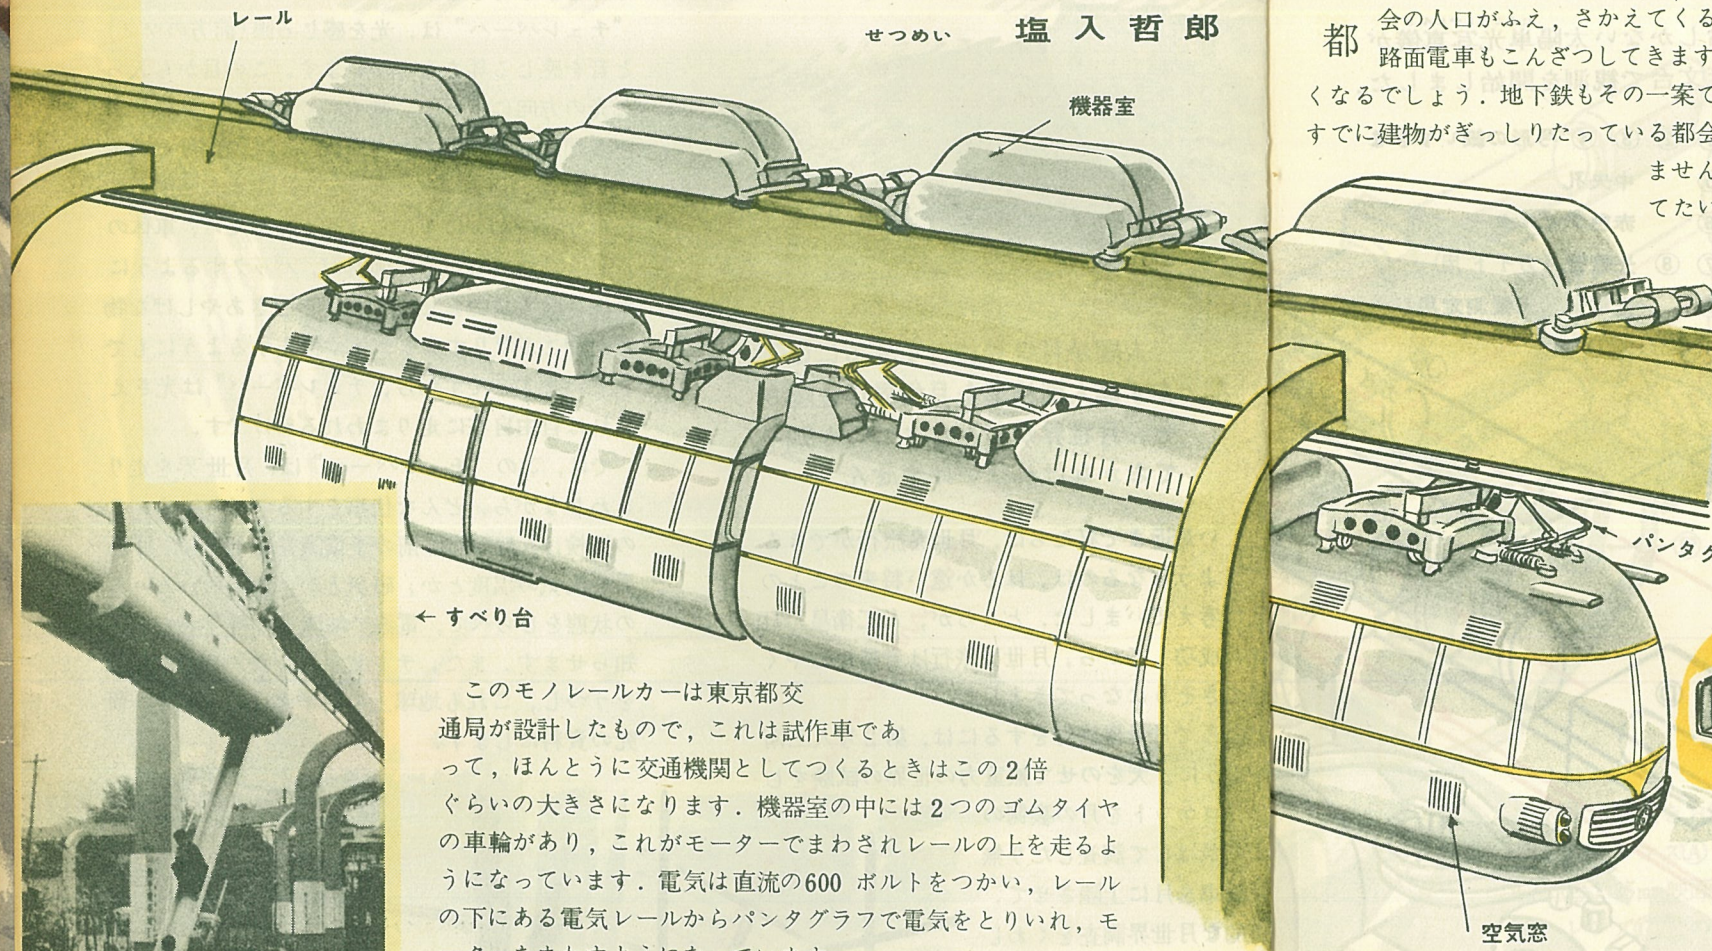 レール
せつめい 塩入哲郎
機器室
都
会の人口がふえ，さかえてくる
路面電車もこんざつしてきます
くなるでしょう．地下鉄もその一案で
すでに建物がぎっしりたっている都会
ません
てたい
パンタグ
← すべり台
このモノレールカーは東京都交
通局が設計したもので，これは試作車であ
って，ほんとうに交通機関としてつくるときはこの2倍
ぐらいの大きさになります．機器室の中には2つのゴムタイヤ
の車輪があり，これがモーターでまわされレールの上を走るよ
うになっています．電気は直流の600 ボルトをつかい，レール
の下にある電気レールからパンタグラフで電気をとりいれ，モ
空気窓